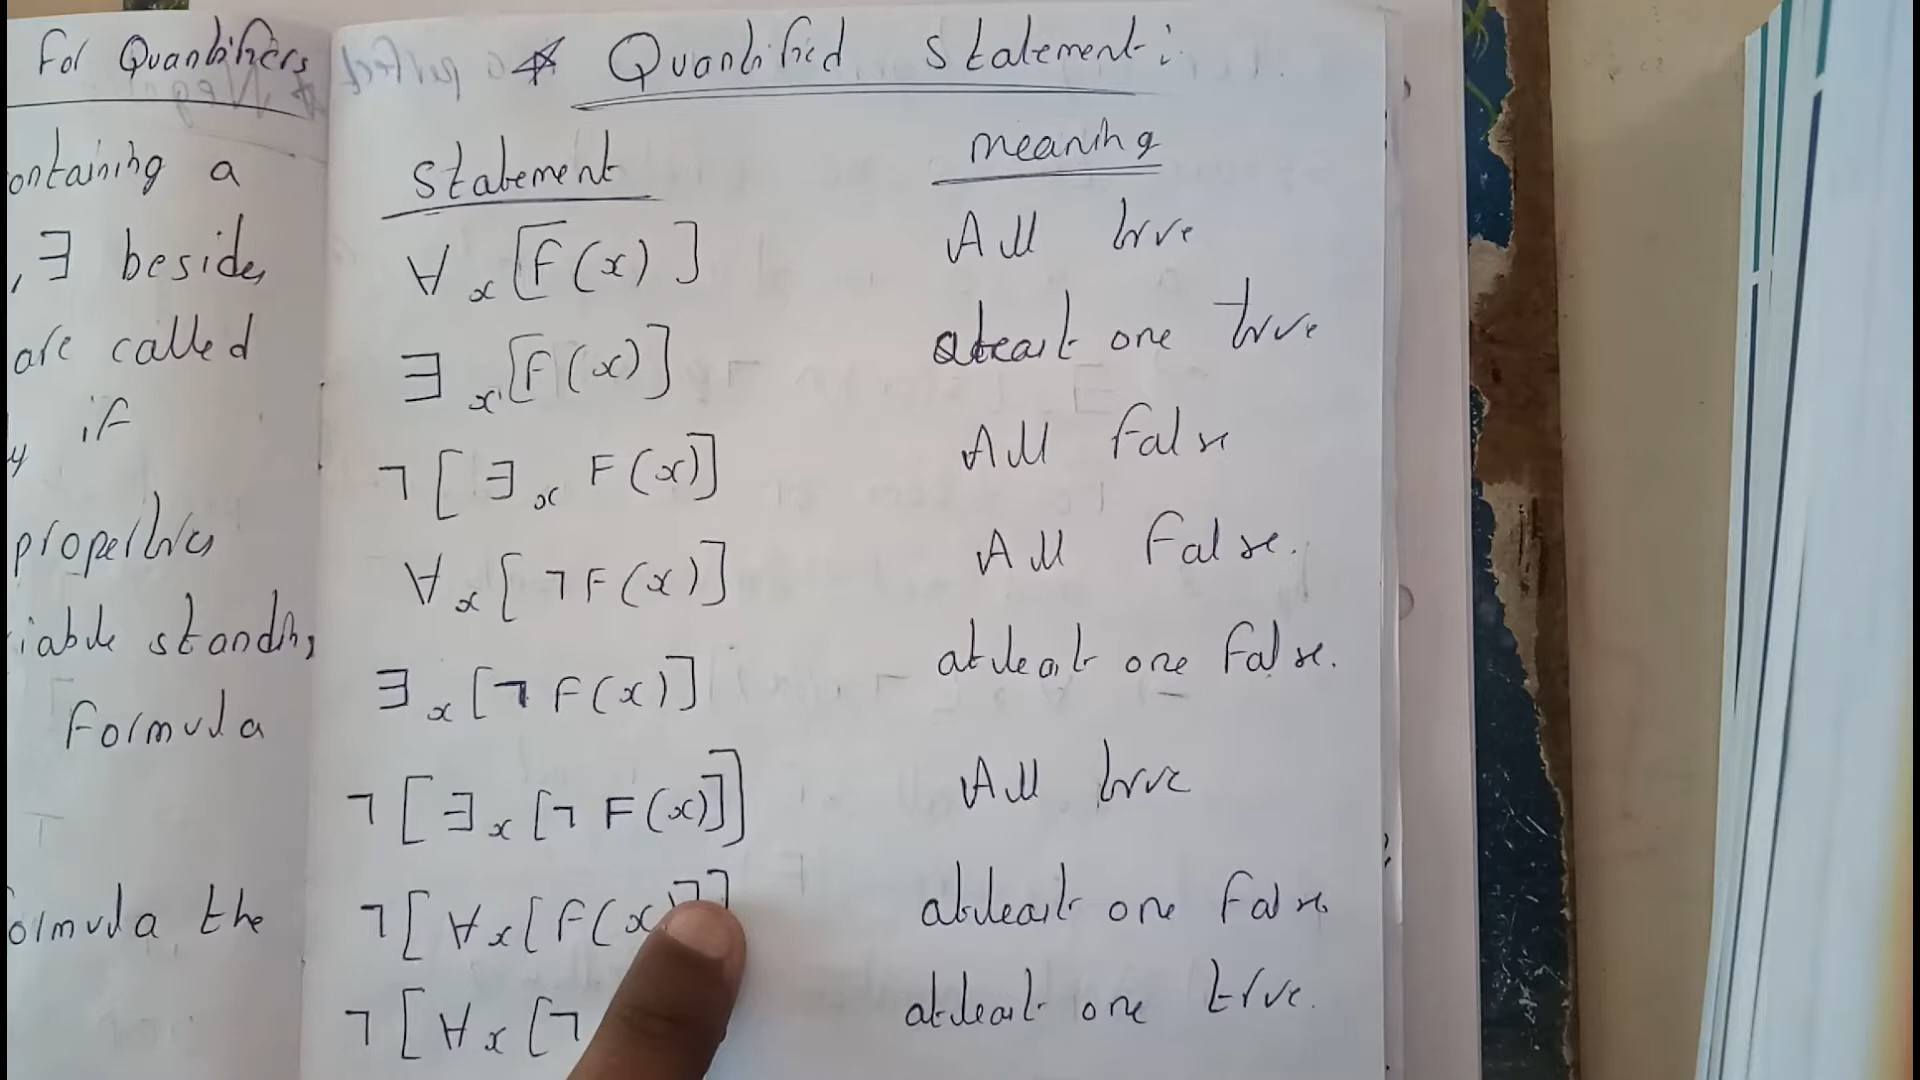 For Quantifiers
ontaining a
, ∃ beside,
are called
y if
properties
iable standing
formula
ormula the
☆ Quantified statement:
statement meaning
∀x [F(x)] All true
∃x [F(x)] atleast one true
¬[∃x F(x)] All false
∀x [¬F(x)] All false.
∃x [¬F(x)] atleast one false.
¬[∃x [¬F(x)]] All true
¬[∀x [F(x)]] atleast one false
¬[∀x [¬ atleast one true.